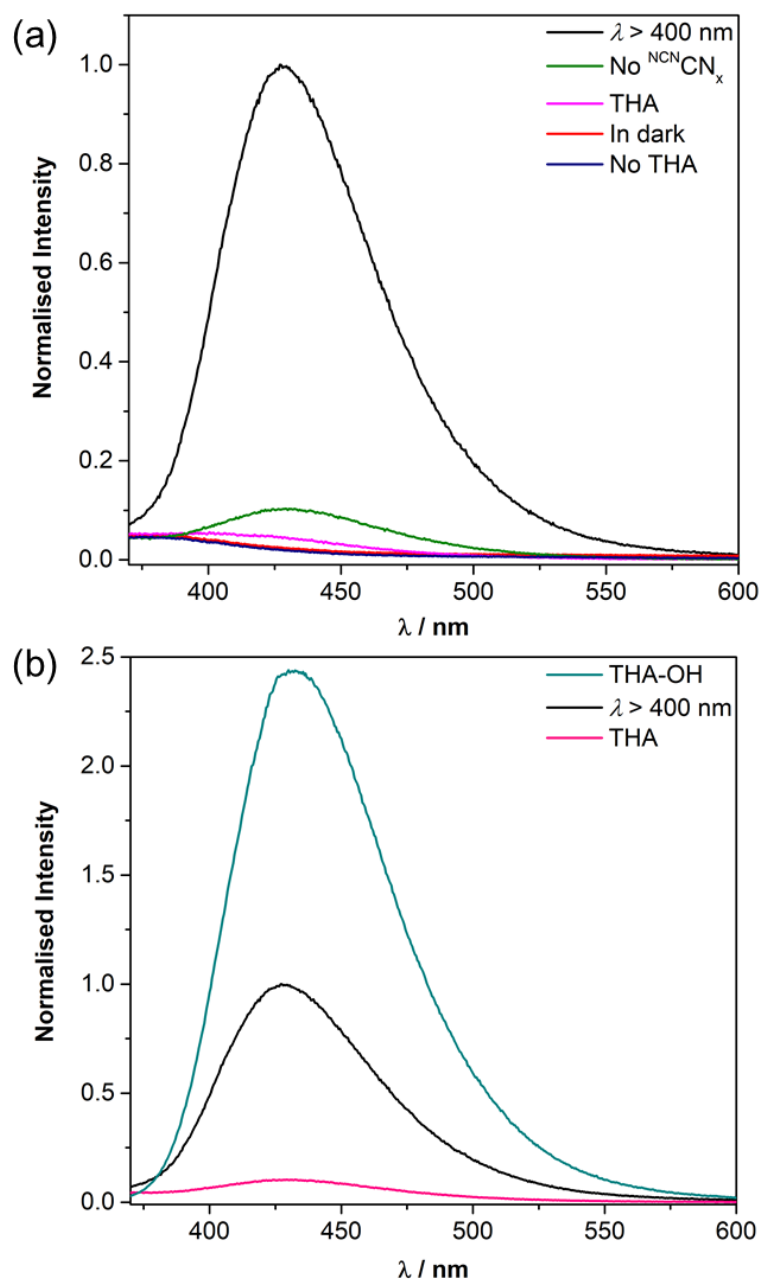 (a)
λ > 400 nm
No NCNCNx
THA
In dark
No THA
1.0
0.8
0.6
0.4
0.2
0.0
Normalised Intensity
400 450 500 550 600
λ / nm
(b)
THA-OH
λ > 400 nm
THA
2.5
2.0
1.5
1.0
0.5
0.0
Normalised Intensity
400 450 500 550 600
λ / nm